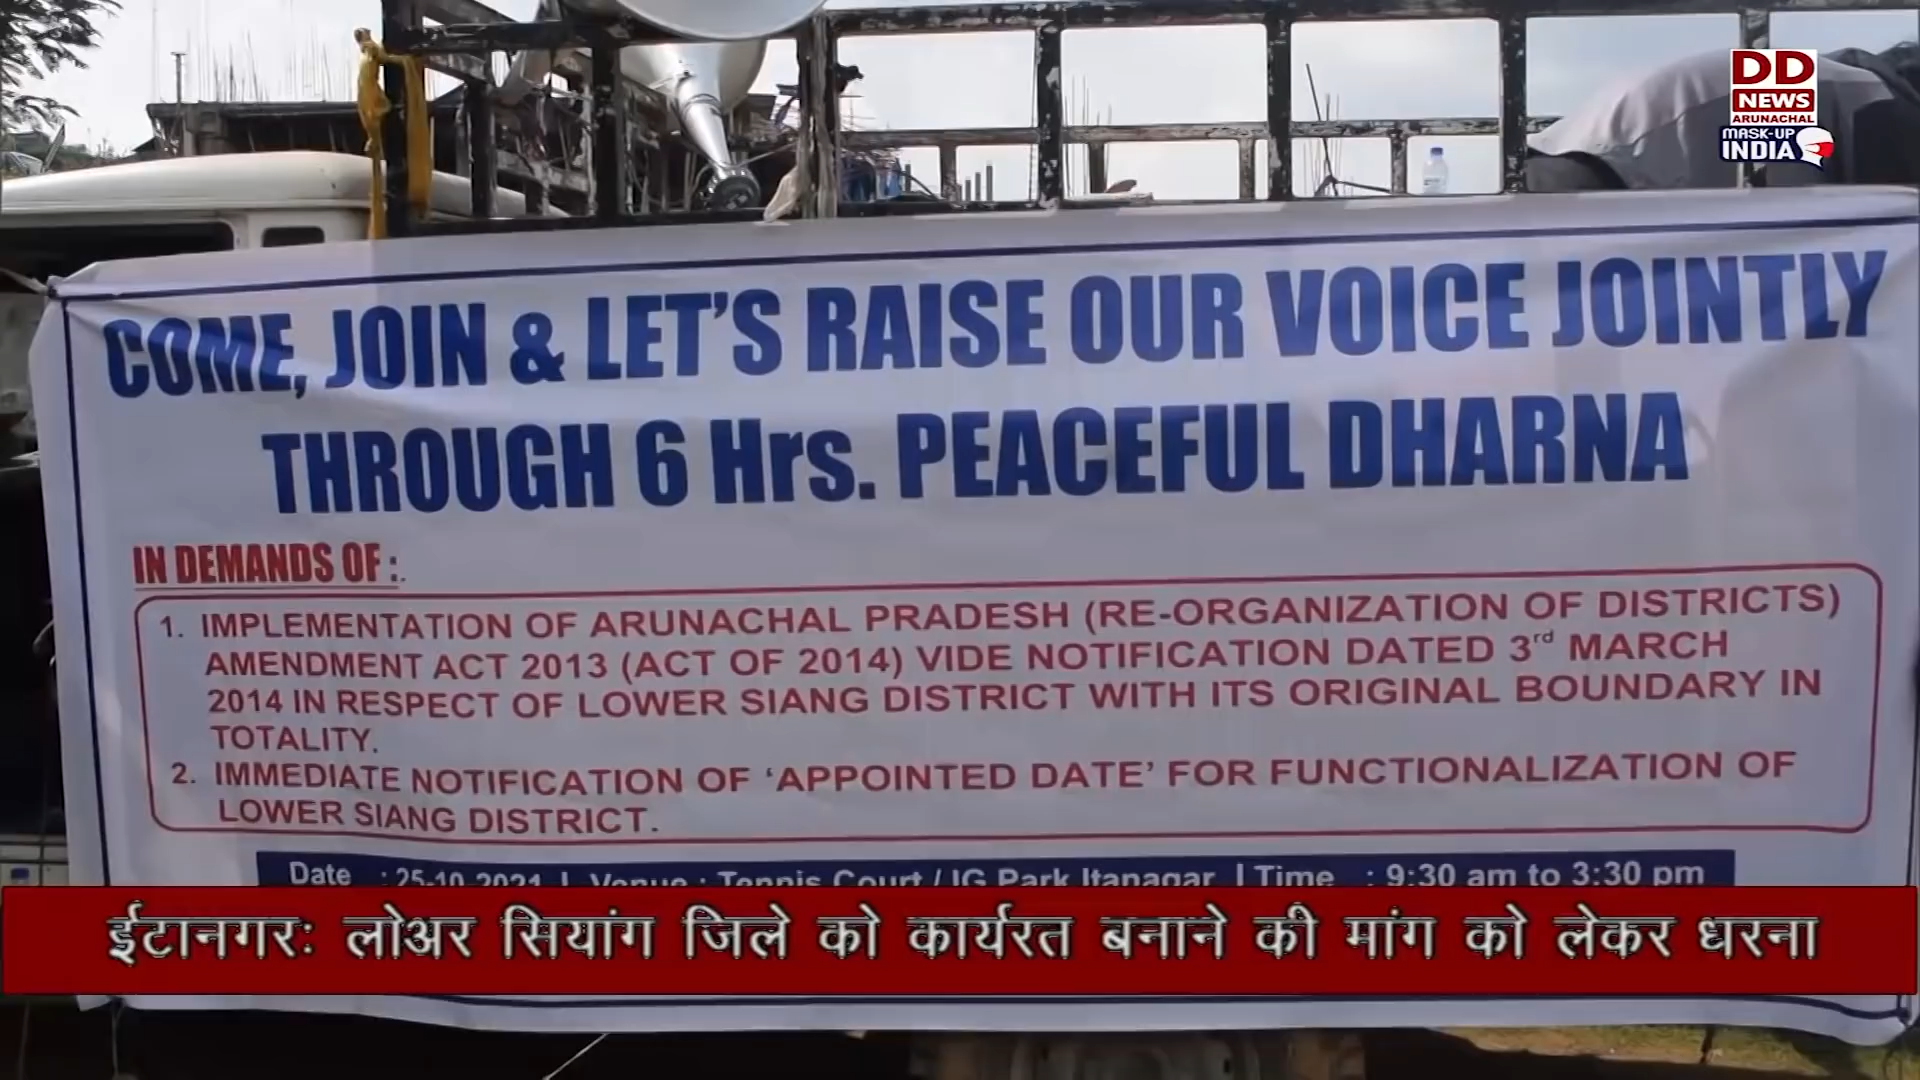 DD
NEWS
ARUNACHAL
MASK-UP
INDIA
COME, JOIN & LET'S RAISE OUR VOICE JOINTLY
THROUGH 6 Hrs. PEACEFUL DHARNA
IN DEMANDS OF :.
1. IMPLEMENTATION OF ARUNACHAL PRADESH (RE-ORGANIZATION OF DISTRICTS)
AMENDMENT ACT 2013 (ACT OF 2014) VIDE NOTIFICATION DATED 3rd MARCH
2014 IN RESPECT OF LOWER SIANG DISTRICT WITH ITS ORIGINAL BOUNDARY IN
TOTALITY.
2. IMMEDIATE NOTIFICATION OF ‘APPOINTED DATE’ FOR FUNCTIONALIZATION OF
LOWER SIANG DISTRICT.
Date : 25-10-2021 | Venue : Tennis Court / IG Park Itanagar | Time : 9:30 am to 3:30 pm
ईटानगरः लोअर सियांग जिले को कार्यरत बनाने की मांग को लेकर धरना